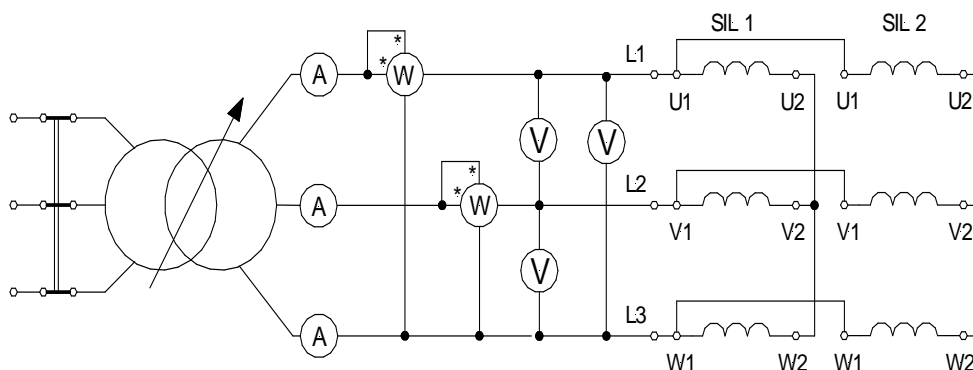 SIL 1 SIL 2
* *
A W L1
U1 U2 U1 U2
V V
* *
A W L2
V1 V2 V1 V2
V
A L3
W1 W2 W1 W2